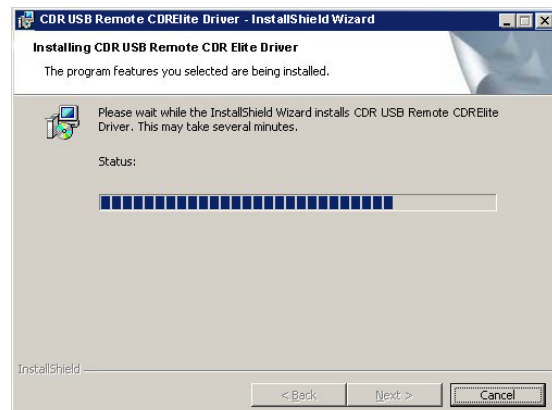 CDR USB Remote CDRElite Driver - InstallShield Wizard
Installing CDR USB Remote CDR Elite Driver
The program features you selected are being installed.
Please wait while the InstallShield Wizard installs CDR USB Remote CDRElite
Driver. This may take several minutes.
Status:
InstallShield
< Back Next > Cancel